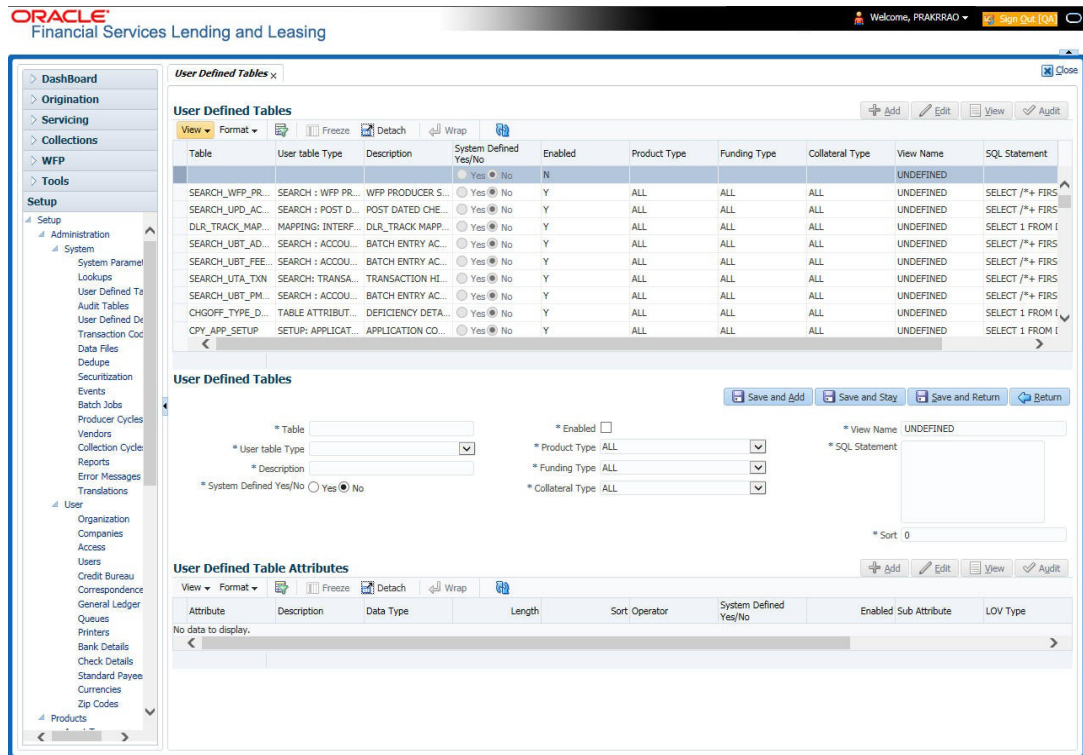 ORACLE®
Financial Services Lending and Leasing
Welcome, PRAKRRAO
Sign Out [QA]
DashBoard
Origination
Servicing
Collections
WFP
Tools
Setup
Setup
Administration
System
System Paramet
Lookups
User Defined Ta
Audit Tables
User Defined De
Transaction Cod
Data Files
Dedupe
Securitization
Events
Batch Jobs
Producer Cycles
Vendors
Collection Cycle
Reports
Error Messages
Translations
User
Organization
Companies
Access
Users
Credit Bureau
Correspondence
General Ledger
Queues
Printers
Bank Details
Check Details
Standard Payee
Currencies
Zip Codes
Products
User Defined Tables x
Close
User Defined Tables
Add Edit View Audit
View Format Freeze Detach Wrap
Table User table Type Description System Defined Yes/No Enabled Product Type Funding Type Collateral Type View Name SQL Statement
Yes No N UNDEFINED
SEARCH_WFP_PR... SEARCH : WFP PR... WFP PRODUCER S... Yes No Y ALL ALL ALL UNDEFINED SELECT /*+ FIRS
SEARCH_UPD_AC... SEARCH : POST D... POST DATED CHE... Yes No Y ALL ALL ALL UNDEFINED SELECT /*+ FIRS
DLR_TRACK_MAP... MAPPING: INTERF... DLR_TRACK MAPP... Yes No Y ALL ALL ALL UNDEFINED SELECT 1 FROM D
SEARCH_UBT_AD... SEARCH : ACCOU... BATCH ENTRY AC... Yes No Y ALL ALL ALL UNDEFINED SELECT /*+ FIRS
SEARCH_UBT_FEE... SEARCH : ACCOU... BATCH ENTRY AC... Yes No Y ALL ALL ALL UNDEFINED SELECT /*+ FIRS
SEARCH_UTA_TXN SEARCH: TRANSA... TRANSACTION HI... Yes No Y ALL ALL ALL UNDEFINED SELECT /*+ FIRS
SEARCH_UBT_PM... SEARCH : ACCOU... BATCH ENTRY AC... Yes No Y ALL ALL ALL UNDEFINED SELECT /*+ FIRS
CHGOFF_TYPE_D... TABLE ATTRIBUT... DEFICIENCY DETA... Yes No Y ALL ALL ALL UNDEFINED SELECT 1 FROM
CPY_APP_SETUP SETUP: APPLICAT... APPLICATION CO... Yes No Y ALL ALL ALL UNDEFINED SELECT 1 FROM
User Defined Tables
Save and Add Save and Stay Save and Return Return
* Table
* User table Type
* Description
* System Defined Yes/No Yes No
* Enabled
* Product Type ALL
* Funding Type ALL
* Collateral Type ALL
* View Name UNDEFINED
* SQL Statement
* Sort 0
User Defined Table Attributes
Add Edit View Audit
View Format Freeze Detach Wrap
Attribute Description Data Type Length Sort Operator System Defined Yes/No Enabled Sub Attribute LOV Type
No data to display.